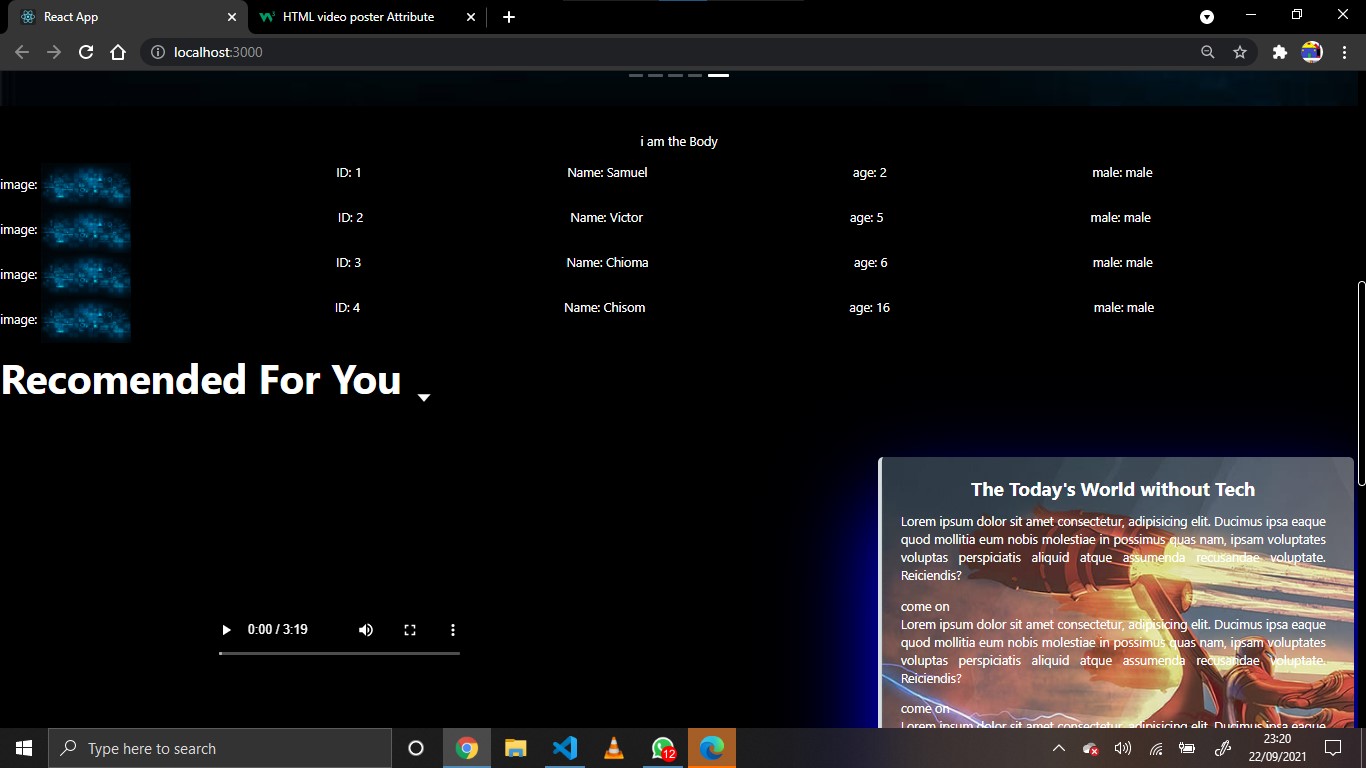 React App
HTML video poster Attribute
localhost:3000
i am the Body
image: ID: 1 Name: Samuel age: 2 male: male
image: ID: 2 Name: Victor age: 5 male: male
image: ID: 3 Name: Chioma age: 6 male: male
image: ID: 4 Name: Chisom age: 16 male: male
Recomended For You
The Today's World without Tech
Lorem ipsum dolor sit amet consectetur, adipisicing elit. Ducimus ipsa eaque
quod mollitia eum nobis molestiae in possimus quas nam, ipsam voluptates
voluptas perspiciatis aliquid atque assumenda recusandae voluptate.
Reiciendis?
come on
Lorem ipsum dolor sit amet consectetur, adipisicing elit. Ducimus ipsa eaque
quod mollitia eum nobis molestiae in possimus quas nam, ipsam voluptates
voluptas perspiciatis aliquid atque assumenda recusandae voluptate.
Reiciendis?
come on
Lorem ipsum dolor sit amet consectetur, adipisicing elit. Ducimus ipsa eaque
0:00 / 3:19
Type here to search
12
23:20
22/09/2021